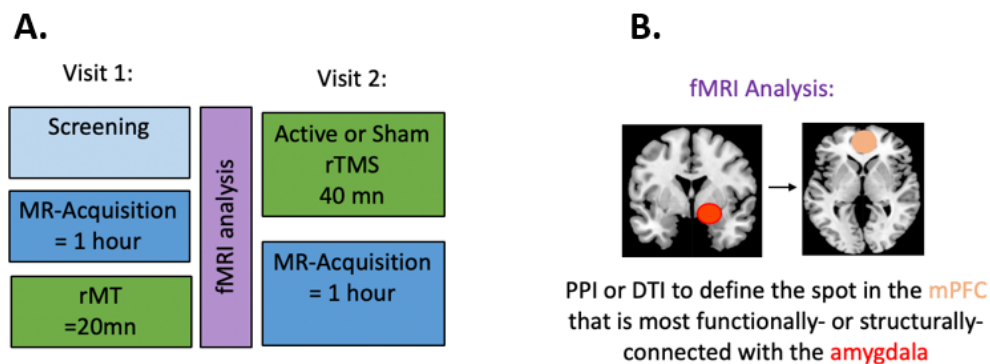 A.
Visit 1:
Screening
MR-Acquisition
= 1 hour
rMT
=20mn
fMRI analysis
Visit 2:
Active or Sham
rTMS
40 mn
MR-Acquisition
= 1 hour
B.
fMRI Analysis:
PPI or DTI to define the spot in the mPFC
that is most functionally- or structurally-
connected with the amygdala